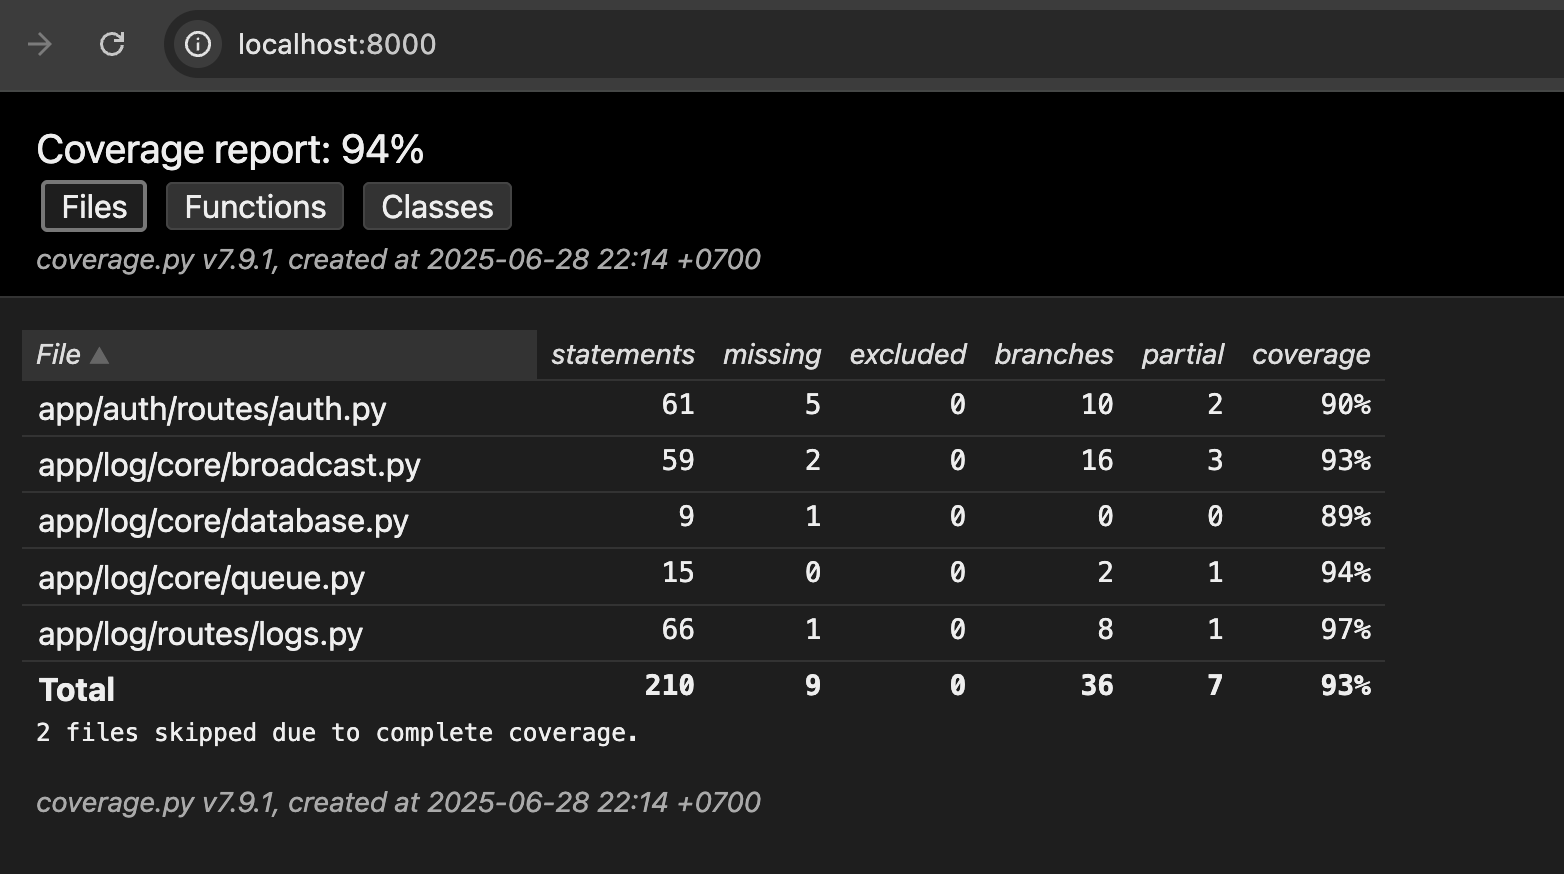 localhost:8000
Coverage report: 94%
Files Functions Classes
coverage.py v7.9.1, created at 2025-06-28 22:14 +0700
File ▲ statements missing excluded branches partial coverage
app/auth/routes/auth.py 61 5 0 10 2 90%
app/log/core/broadcast.py 59 2 0 16 3 93%
app/log/core/database.py 9 1 0 0 0 89%
app/log/core/queue.py 15 0 0 2 1 94%
app/log/routes/logs.py 66 1 0 8 1 97%
Total 210 9 0 36 7 93%
2 files skipped due to complete coverage.
coverage.py v7.9.1, created at 2025-06-28 22:14 +0700